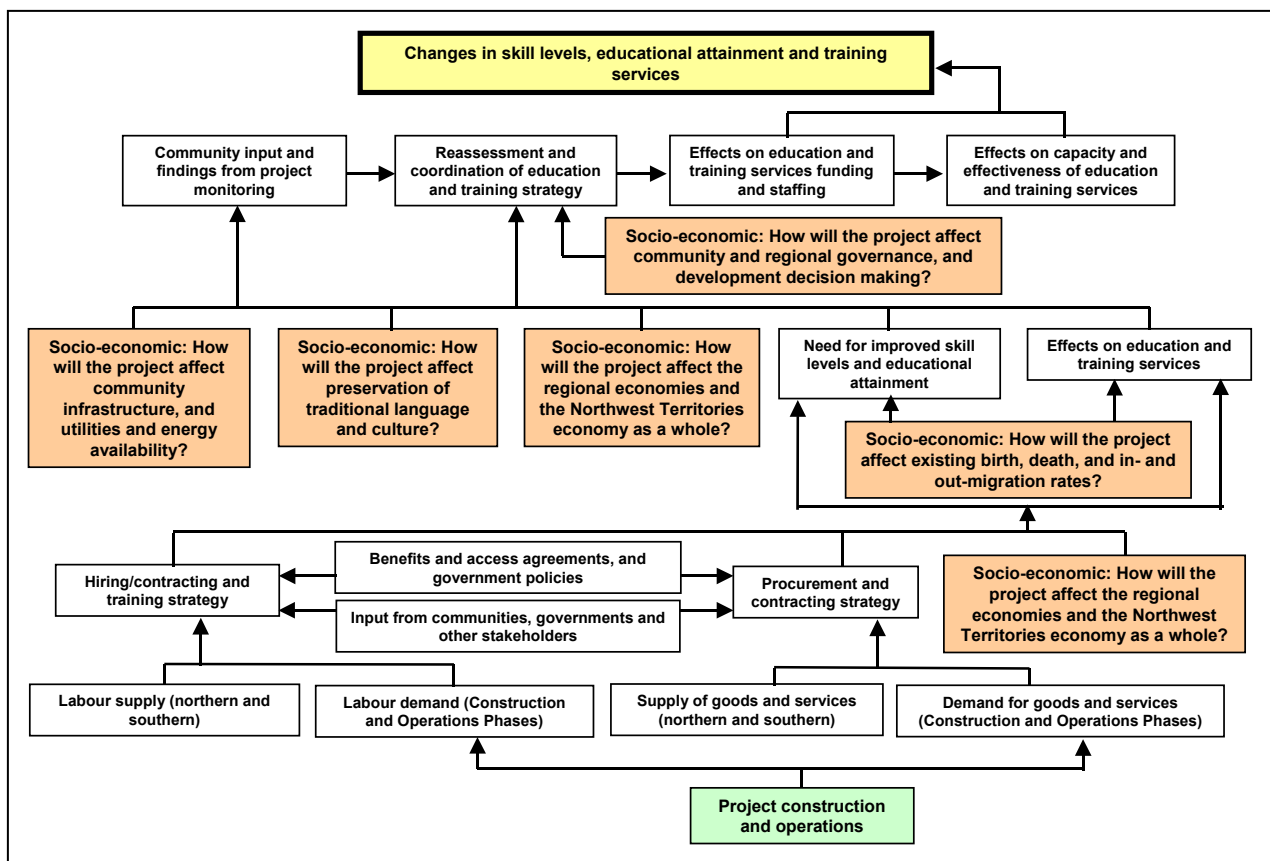 Changes in skill levels, educational attainment and training
services
Community input and
findings from project
monitoring
Reassessment and
coordination of education
and training strategy
Effects on education and
training services funding
and staffing
Effects on capacity and
effectiveness of education
and training services
Socio-economic: How will the project affect
community and regional governance, and
development decision making?
Socio-economic: How
will the project affect
community
infrastructure, and
utilities and energy
availability?
Socio-economic: How
will the project affect
preservation of
traditional language
and culture?
Socio-economic: How
will the project affect the
regional economies and
the Northwest Territories
economy as a whole?
Need for improved skill
levels and educational
attainment
Effects on education and
training services
Socio-economic: How will the project
affect existing birth, death, and in- and
out-migration rates?
Hiring/contracting and
training strategy
Benefits and access agreements, and
government policies
Input from communities, governments and
other stakeholders
Procurement and
contracting strategy
Socio-economic: How will the
project affect the regional
economies and the Northwest
Territories economy as a whole?
Labour supply (northern and
southern)
Labour demand (Construction
and Operations Phases)
Supply of goods and services
(northern and southern)
Demand for goods and services
(Construction and Operations Phases)
Project construction
and operations